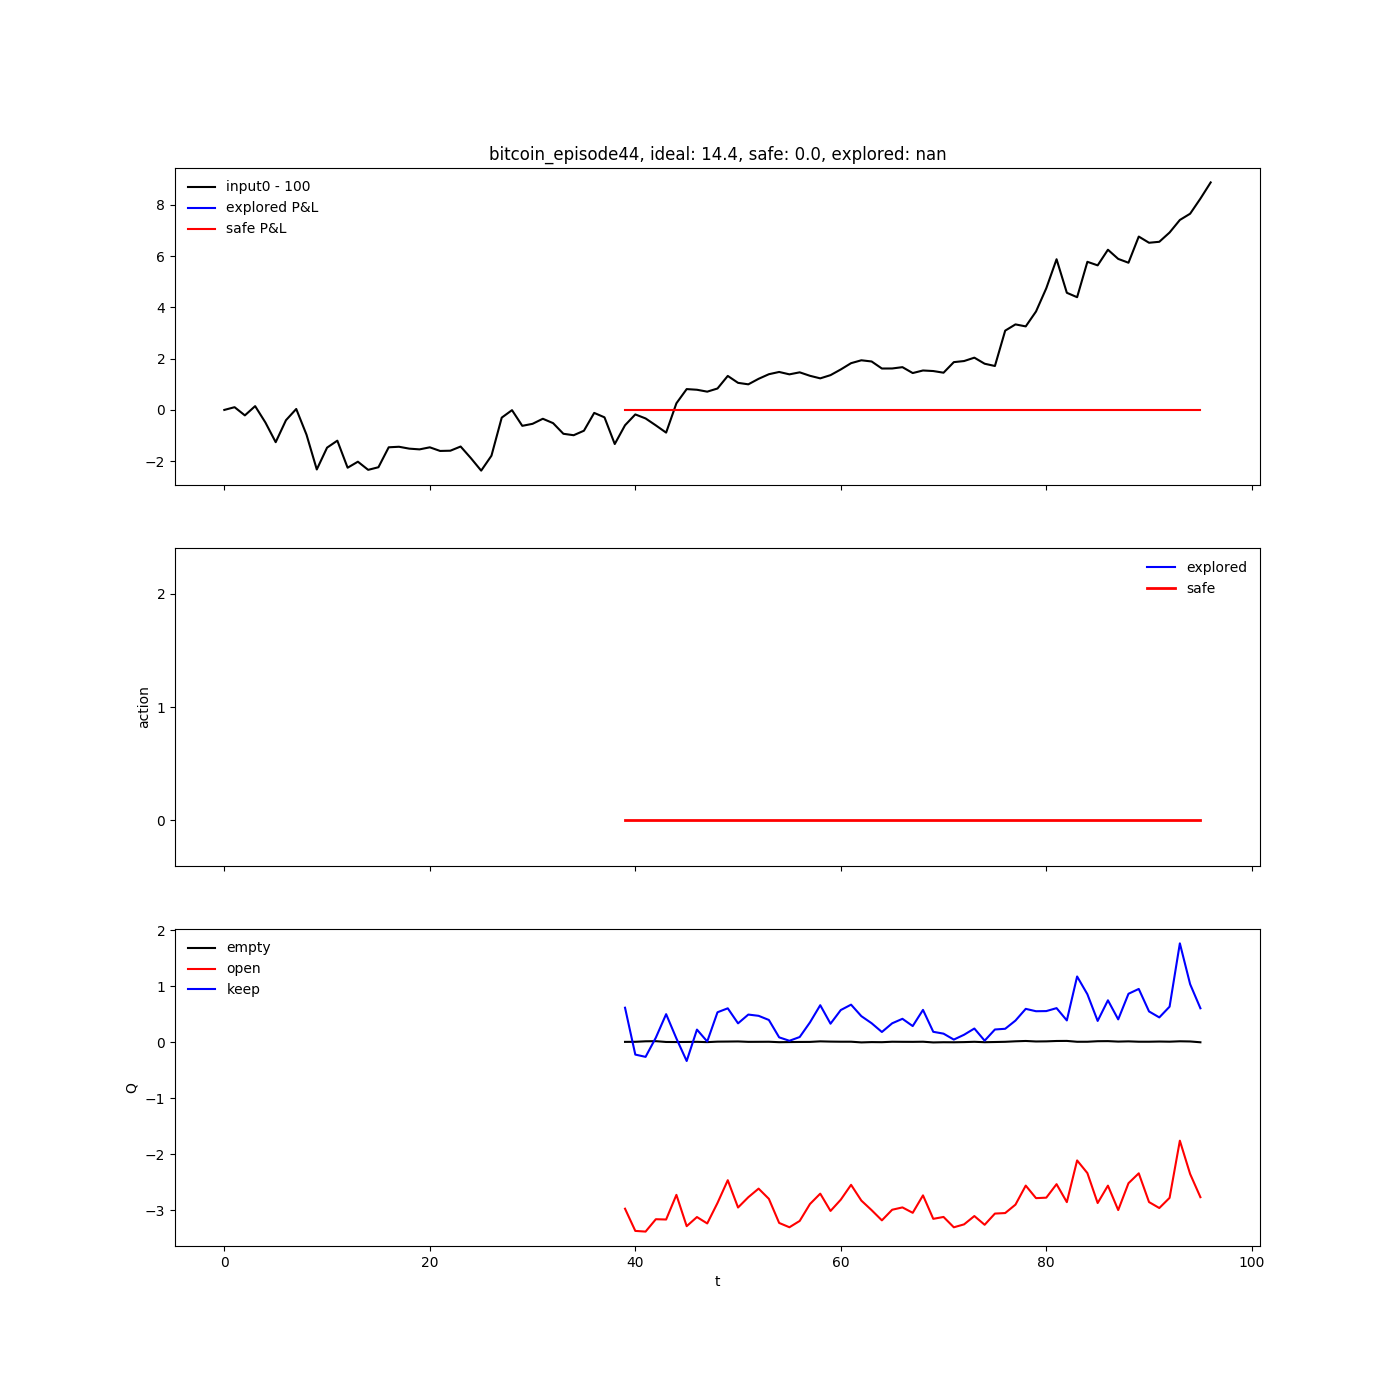 bitcoin_episode44, ideal: 14.4, safe: 0.0, explored: nan
input0 - 100
explored P&L
safe P&L
8
6
4
2
0
−2
explored
safe
2
1
0
action
empty
open
keep
2
1
0
−1
−2
−3
Q
0
20
40
60
80
100
t